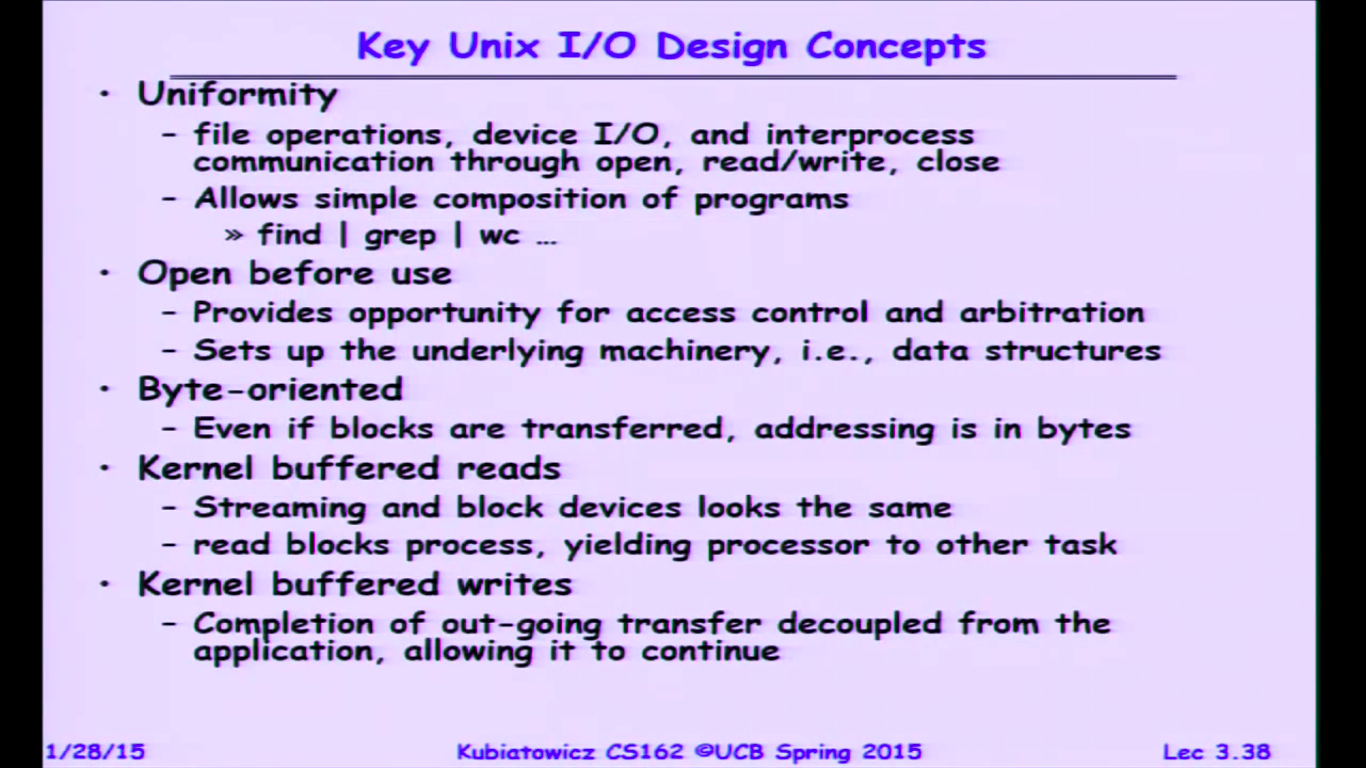 Key Unix I/O Design Concepts
• Uniformity
– file operations, device I/O, and interprocess
communication through open, read/write, close
– Allows simple composition of programs
» find | grep | wc …
• Open before use
– Provides opportunity for access control and arbitration
– Sets up the underlying machinery, i.e., data structures
• Byte-oriented
– Even if blocks are transferred, addressing is in bytes
• Kernel buffered reads
– Streaming and block devices looks the same
– read blocks process, yielding processor to other task
• Kernel buffered writes
– Completion of out-going transfer decoupled from the
application, allowing it to continue
1/28/15 Kubiatowicz CS162 ©UCB Spring 2015 Lec 3.38